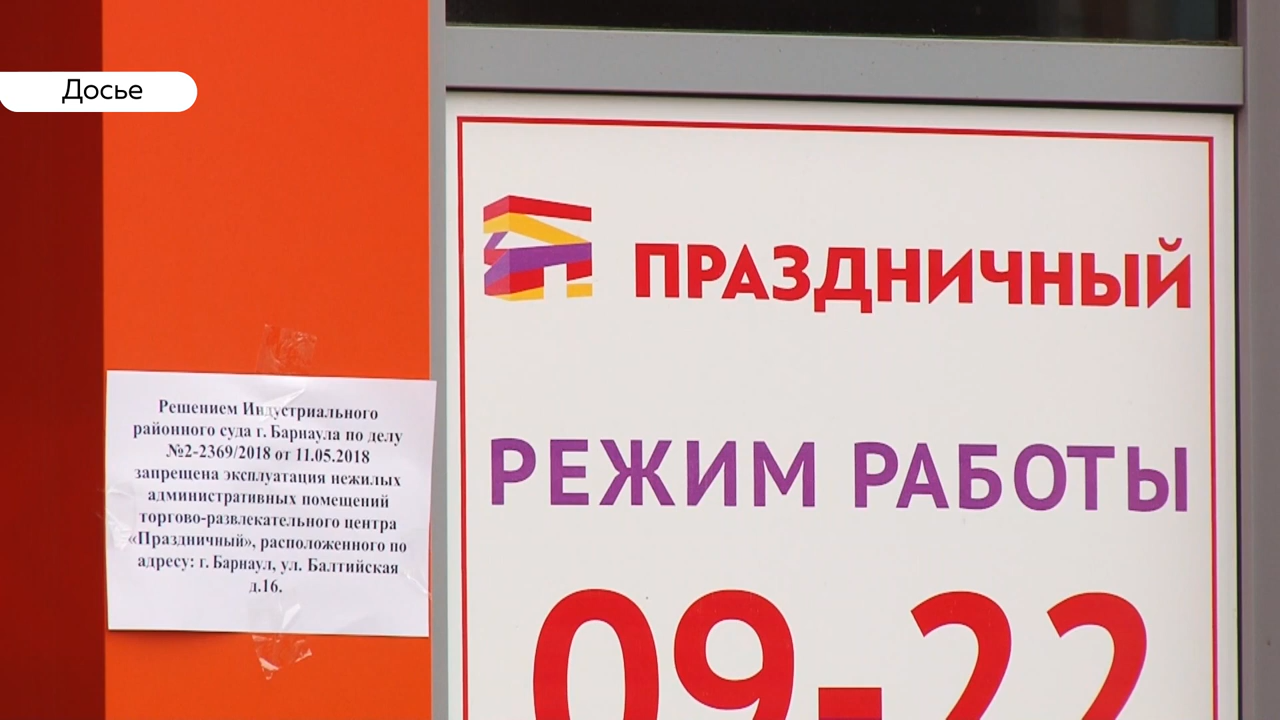 Досье
Решением Индустриального
районного суда г. Барнаула по делу
№2-2369/2018 от 11.05.2018
запрещена эксплуатация нежилых
административных помещений
торгово-развлекательного центра
«Праздничный», расположенного по
адресу: г. Барнаул, ул. Балтийская
д.16.
ПРАЗДНИЧНЫЙ
РЕЖИМ РАБОТЫ
09-22